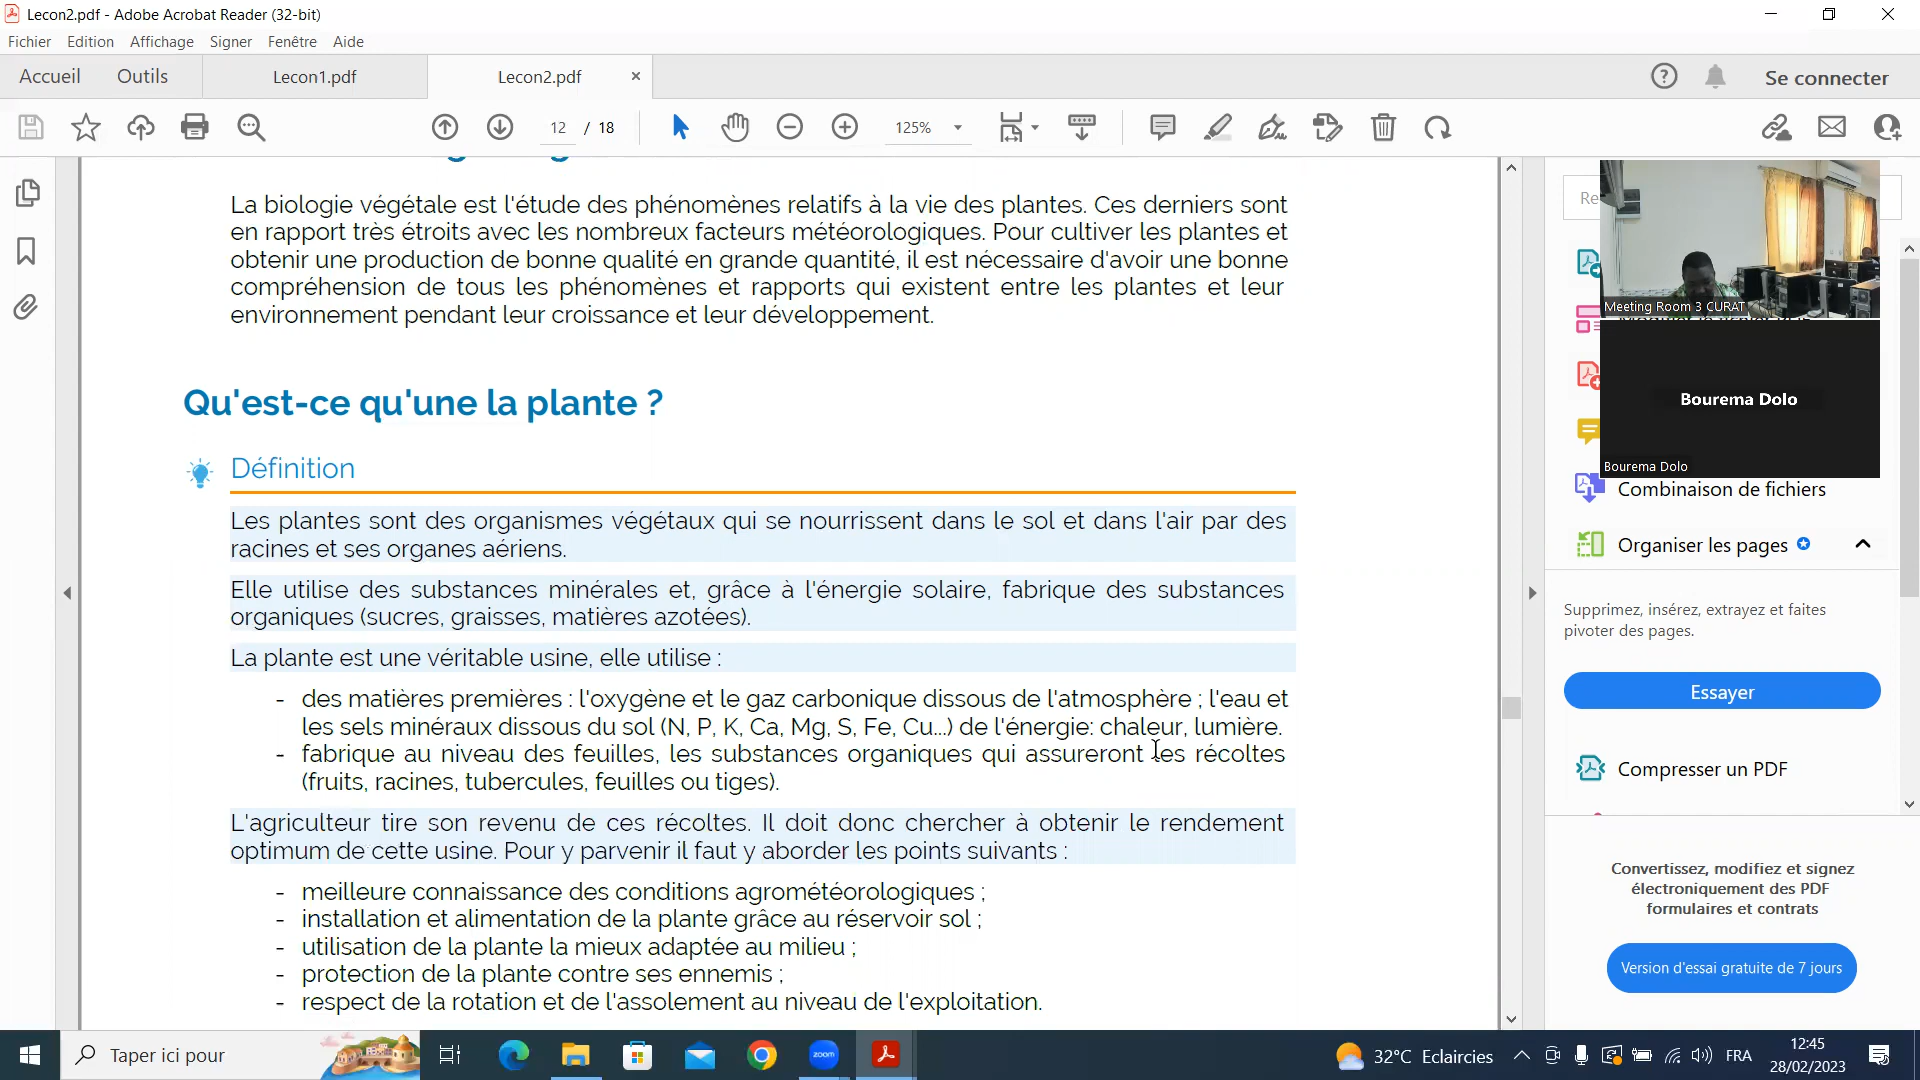 Lecon2.pdf - Adobe Acrobat Reader (32-bit)
Fichier Edition Affichage Signer Fenêtre Aide
Accueil Outils Lecon1.pdf Lecon2.pdf Se connecter
12 / 18 125%
La biologie végétale est l'étude des phénomènes relatifs à la vie des plantes. Ces derniers sont
en rapport très étroits avec les nombreux facteurs météorologiques. Pour cultiver les plantes et
obtenir une production de bonne qualité en grande quantité, il est nécessaire d'avoir une bonne
compréhension de tous les phénomènes et rapports qui existent entre les plantes et leur
environnement pendant leur croissance et leur développement.
Qu'est-ce qu'une la plante ?
Définition
Les plantes sont des organismes végétaux qui se nourrissent dans le sol et dans l'air par des
racines et ses organes aériens.
Elle utilise des substances minérales et, grâce à l'énergie solaire, fabrique des substances
organiques (sucres, graisses, matières azotées).
La plante est une véritable usine, elle utilise :
- des matières premières : l'oxygène et le gaz carbonique dissous de l'atmosphère ; l'eau et
les sels minéraux dissous du sol (N, P, K, Ca, Mg, S, Fe, Cu...) de l'énergie: chaleur, lumière.
- fabrique au niveau des feuilles, les substances organiques qui assureront les récoltes
(fruits, racines, tubercules, feuilles ou tiges).
L'agriculteur tire son revenu de ces récoltes. Il doit donc chercher à obtenir le rendement
optimum de cette usine. Pour y parvenir il faut y aborder les points suivants :
- meilleure connaissance des conditions agrométéorologiques ;
- installation et alimentation de la plante grâce au réservoir sol ;
- utilisation de la plante la mieux adaptée au milieu ;
- protection de la plante contre ses ennemis ;
- respect de la rotation et de l'assolement au niveau de l'exploitation.
Re
Meeting Room 3 CURAT
Bourema Dolo
Bourema Dolo
Combinaison de fichiers
Organiser les pages
Supprimez, insérez, extrayez et faites
pivoter des pages.
Essayer
Compresser un PDF
Convertissez, modifiez et signez
électroniquement des PDF
formulaires et contrats
Version d'essai gratuite de 7 jours
Taper ici pour
zoom
32°C Eclaircies
FRA
12:45
28/02/2023